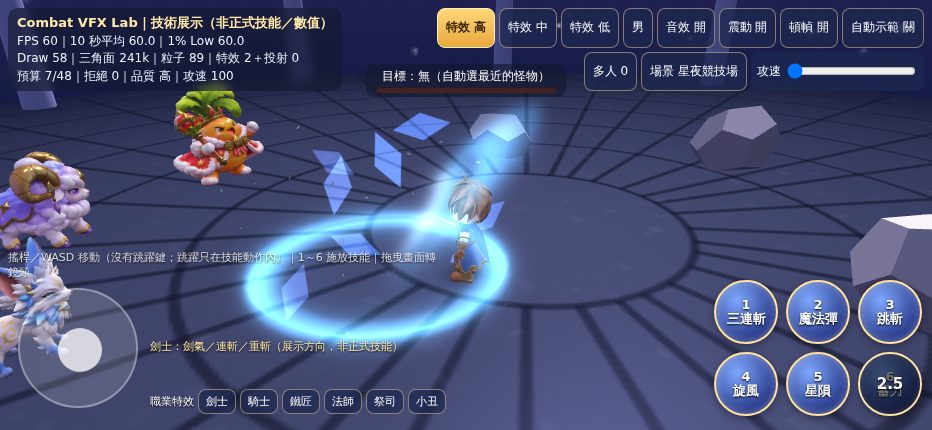 Combat VFX Lab｜技術展示（非正式技能／數值）
FPS 60｜10 秒平均 60.0｜1% Low 60.0
Draw 58｜三角面 241k｜粒子 89｜特效 2＋投射 0
預算 7/48｜拒絕 0｜品質 高｜攻速 100
特效 高
特效 中
特效 低
男
音效 開
震動 開
頓幀 開
自動示範 關
多人 0
場景 星夜競技場
攻速
目標：無（自動選最近的怪物）
搖桿／WASD 移動（沒有跳躍鍵；跳躍只在技能動作內）｜1～6 施放技能｜拖曳畫面轉
鏡頭
劍士：劍氣／連斬／重斬（展示方向，非正式技能）
職業特效
劍士
騎士
鐵匠
法師
祭司
小丑
1
三連斬
2
魔法彈
3
跳斬
4
旋風
5
星隕
6
2.5
蓄力